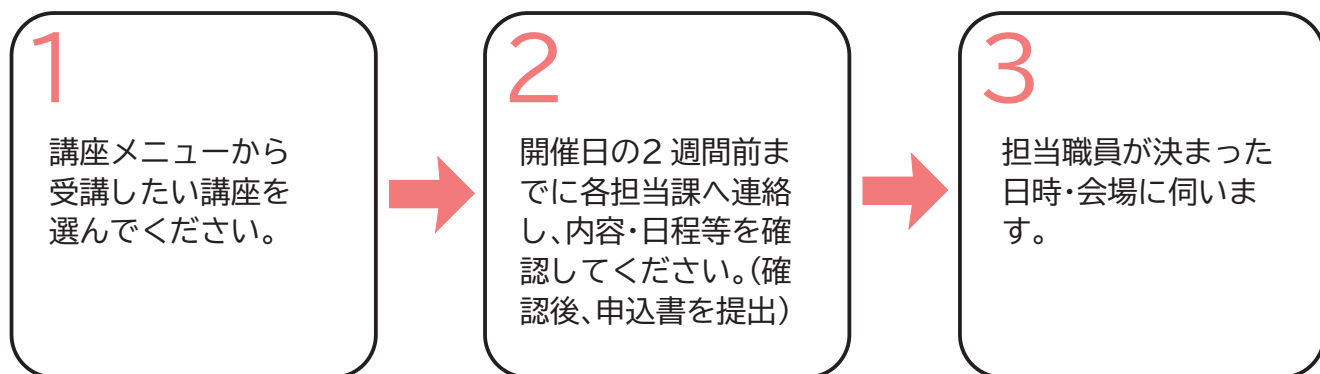 1
講座メニューから
受講したい講座を
選んでください。
2
開催日の2 週間前ま
でに各担当課へ連絡
し、内容・日程等を確
認してください。(確
認後、申込書を提出)
3
担当職員が決まった
日時・会場に伺いま
す。